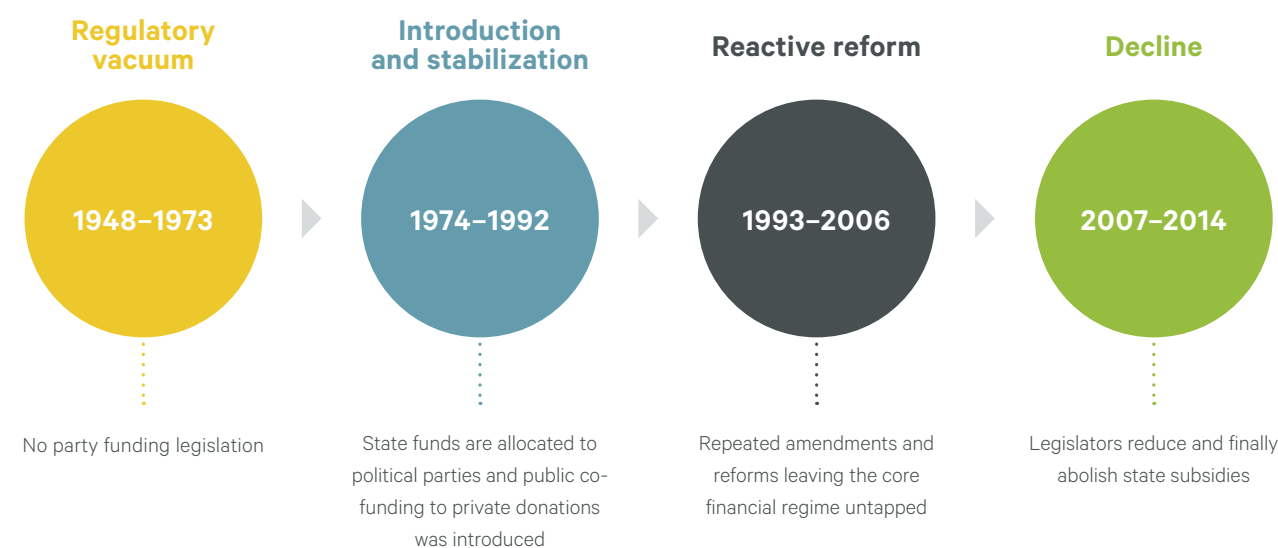 Regulatory
vacuum
1948–1973
No party funding legislation
Introduction
and stabilization
1974–1992
State funds are allocated to
political parties and public co-
funding to private donations
was introduced
Reactive reform
1993–2006
Repeated amendments and
reforms leaving the core
financial regime untapped
Decline
2007–2014
Legislators reduce and finally
abolish state subsidies